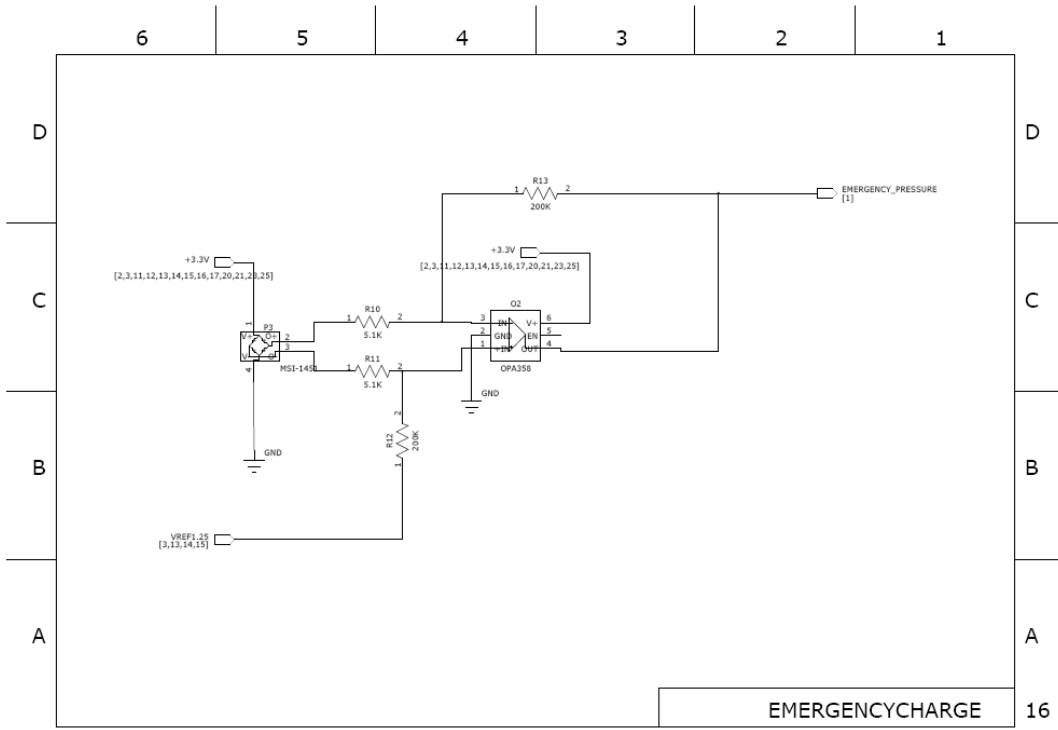 6 5 4 3 2 1
D D
R13
1 2
200K
EMERGENCY_PRESSURE
[1]
+3.3V
[2,3,11,12,13,14,15,16,17,20,21,23,25]
+3.3V
[2,3,11,12,13,14,15,16,17,20,21,23,25]
C C
O2
R10
1 2
5.1K
3 IN- V+ 6
2 GND EN 5
1 +IN OUT 4
OPA358
1
P3
V+ O+ 2
V- O- 3
4
MSI-1451
R11
1 2
5.1K
GND
2
R12
200K
1
GND
B B
VREF1.25
[3,13,14,15]
A A
EMERGENCYCHARGE 16